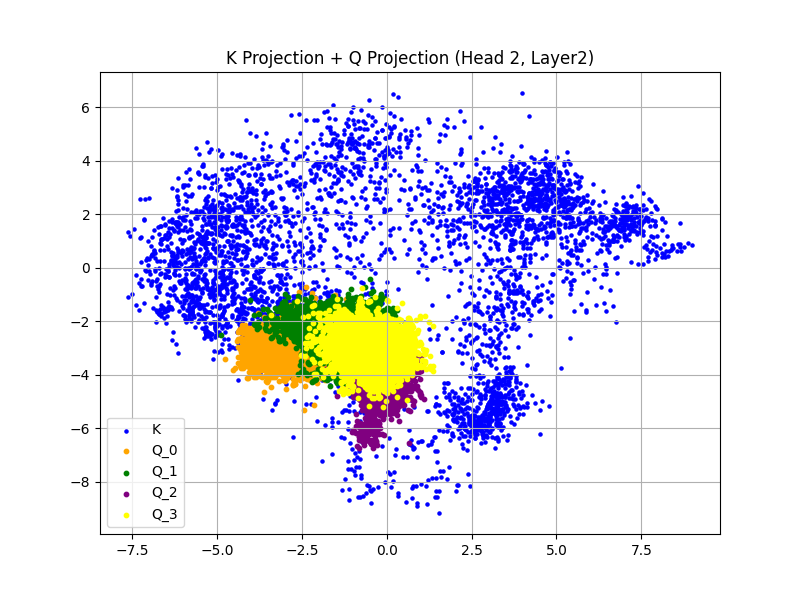 K Projection + Q Projection (Head 2, Layer2)
6
4
2
0
−2
−4
−6
−8
−7.5 −5.0 −2.5 0.0 2.5 5.0 7.5
K
Q_0
Q_1
Q_2
Q_3